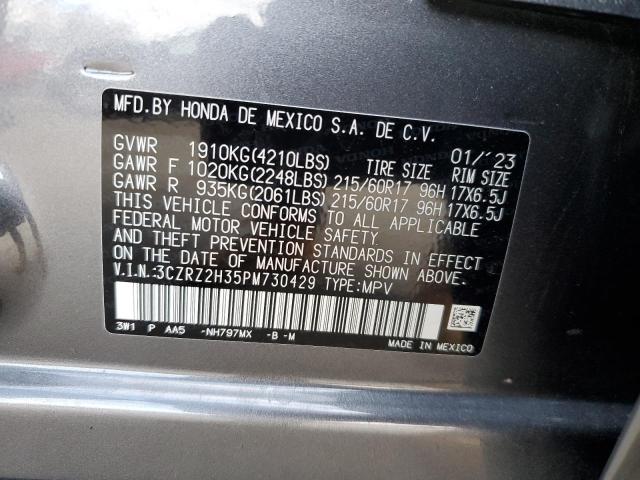 MFD.BY HONDA DE MEXICO S.A. DE C.V.
01/'23
GVWR 1910KG(4210LBS) TIRE SIZE RIM SIZE
GAWR F 1020KG(2248LBS) 215/60R17 96H 17X6.5J
GAWR R 935KG(2061LBS) 215/60R17 96H 17X6.5J
THIS VEHICLE CONFORMS TO ALL APPLICABLE
FEDERAL MOTOR VEHICLE SAFETY
AND THEFT PREVENTION STANDARDS IN EFFECT
ON THE DATE OF MANUFACTURE SHOWN ABOVE.
V.I.N.:3CZRZ2H35PM730429 TYPE:MPV
3W1 P AA5 -NH797MX -B -M
MADE IN MEXICO